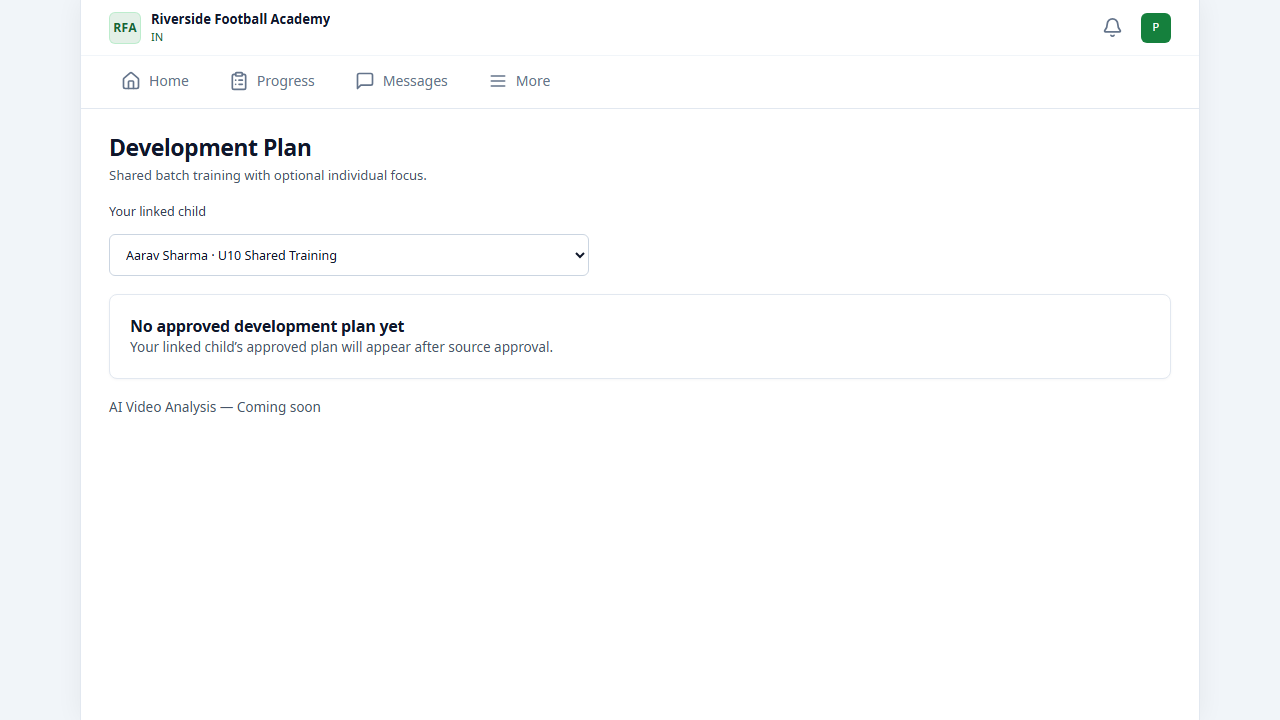 RFA
Riverside Football Academy
IN
P
Home
Progress
Messages
More
Development Plan
Shared batch training with optional individual focus.
Your linked child
Aarav Sharma · U10 Shared Training
No approved development plan yet
Your linked child's approved plan will appear after source approval.
AI Video Analysis — Coming soon